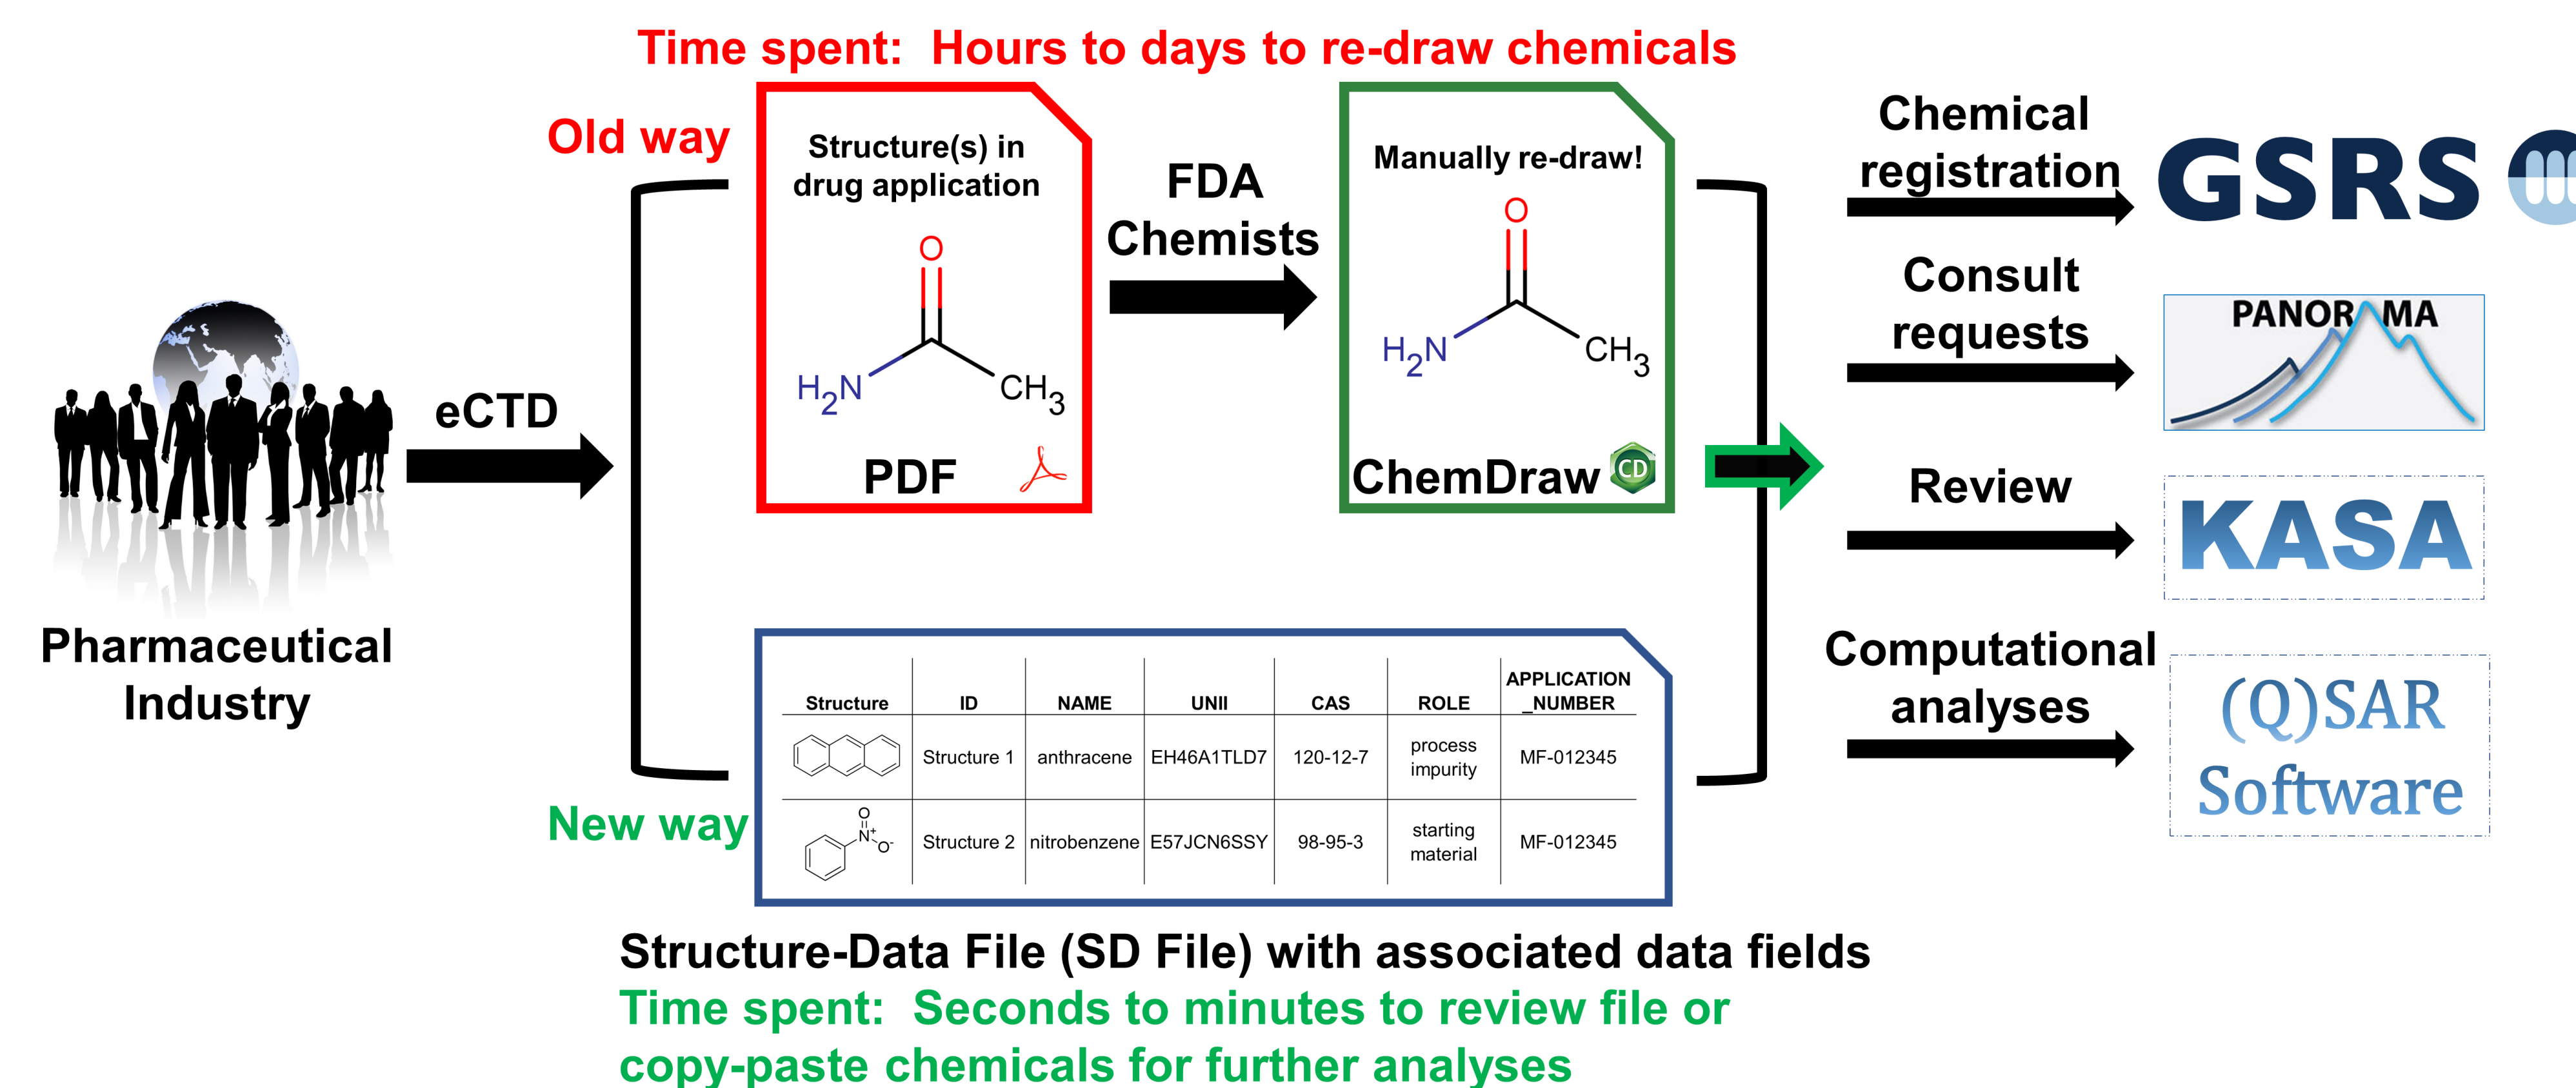 Time spent:  Hours to days to re-draw chemicals
Old way
Structure(s) in
drug application
O
H2N
CH3
PDF
FDA
Chemists
Manually re-draw!
O
H2N
CH3
ChemDraw
CD
eCTD
Pharmaceutical
Industry
New way
Structure ID NAME UNII CAS ROLE APPLICATION
_NUMBER
Structure 1 anthracene EH46A1TLD7 120-12-7 process
impurity MF-012345
O
N+
O-
Structure 2 nitrobenzene E57JCN6SSY 98-95-3 starting
material MF-012345
Structure-Data File (SD File) with associated data fields
Time spent:  Seconds to minutes to review file or
copy-paste chemicals for further analyses
Chemical
registration
GSRS
Consult
requests
PANOR MA
Review
KASA
Computational
analyses
(Q)SAR
Software